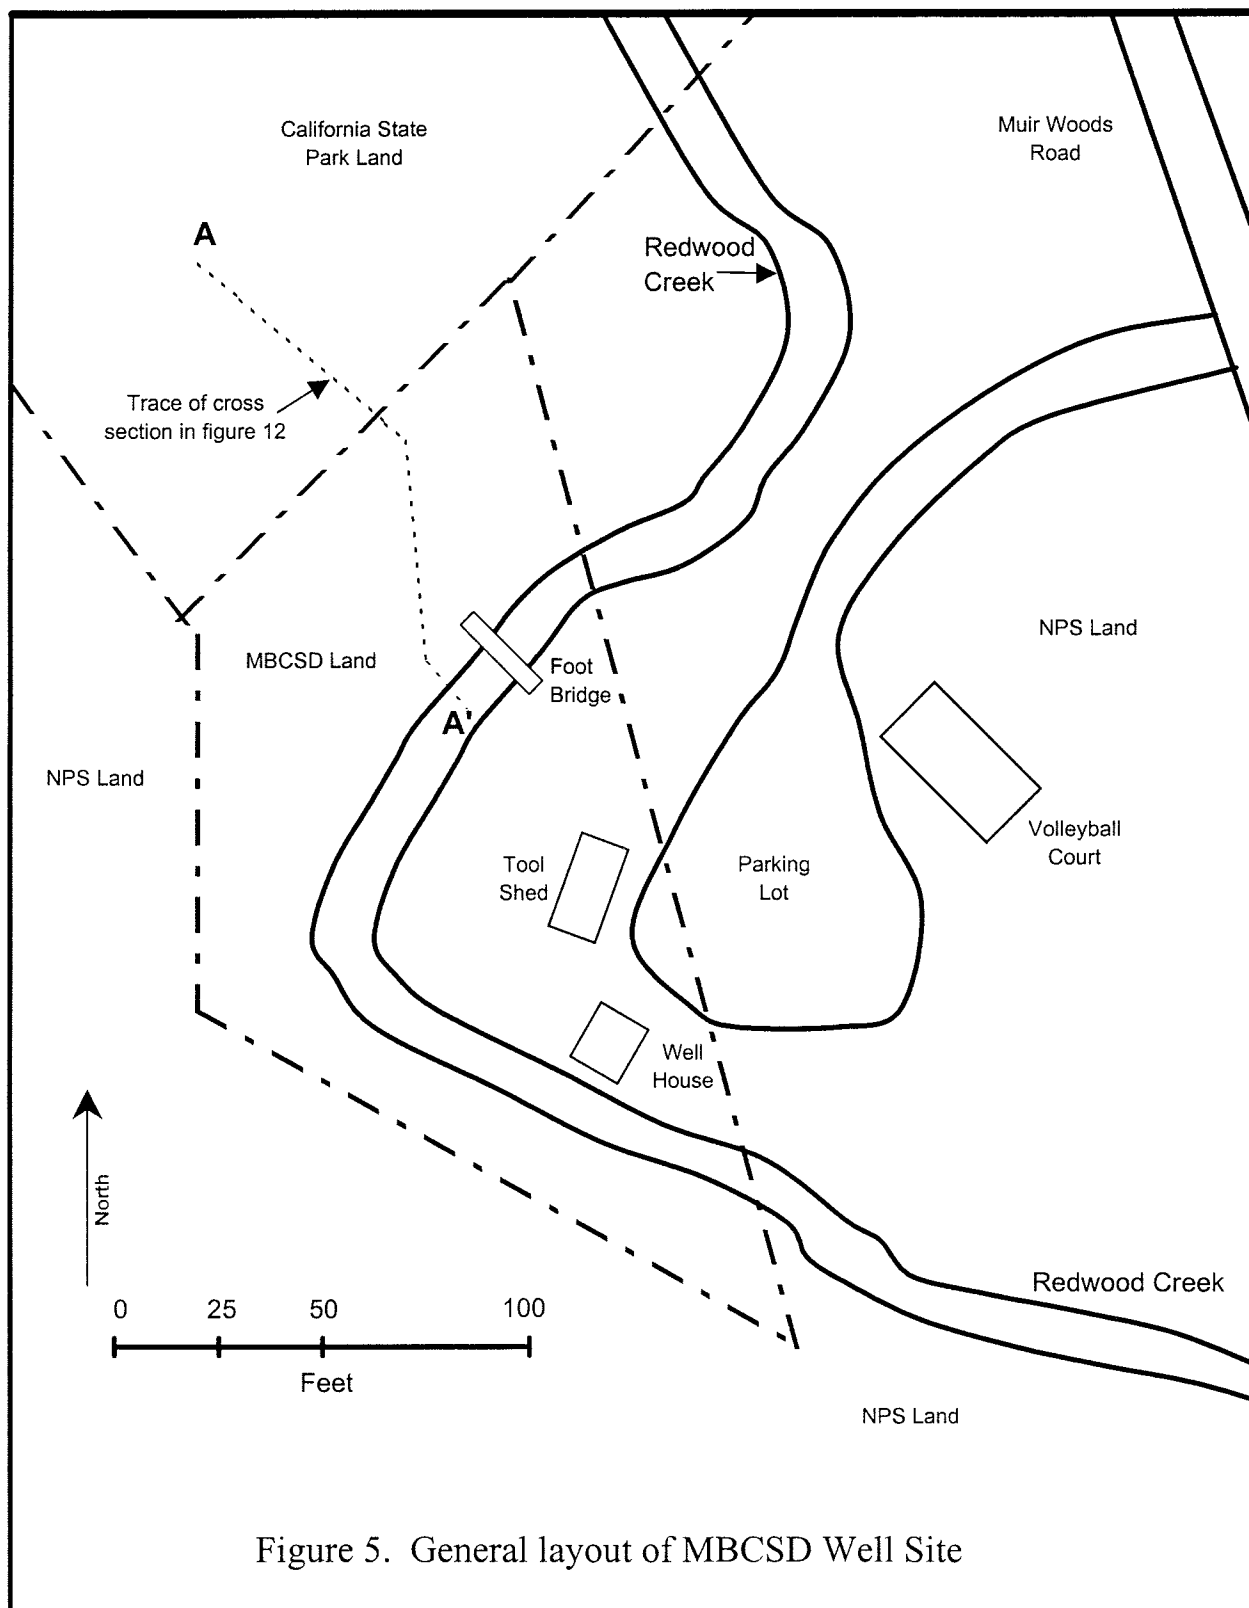 California State
Park Land
Muir Woods
Road
A
Redwood
Creek
Trace of cross
section in figure 12
NPS Land
MBCSD Land
Foot
Bridge
A'
NPS Land
Volleyball
Court
Tool
Shed
Parking
Lot
Well
House
North
Redwood Creek
0 25 50 100
Feet
NPS Land
Figure 5. General layout of MBCSD Well Site